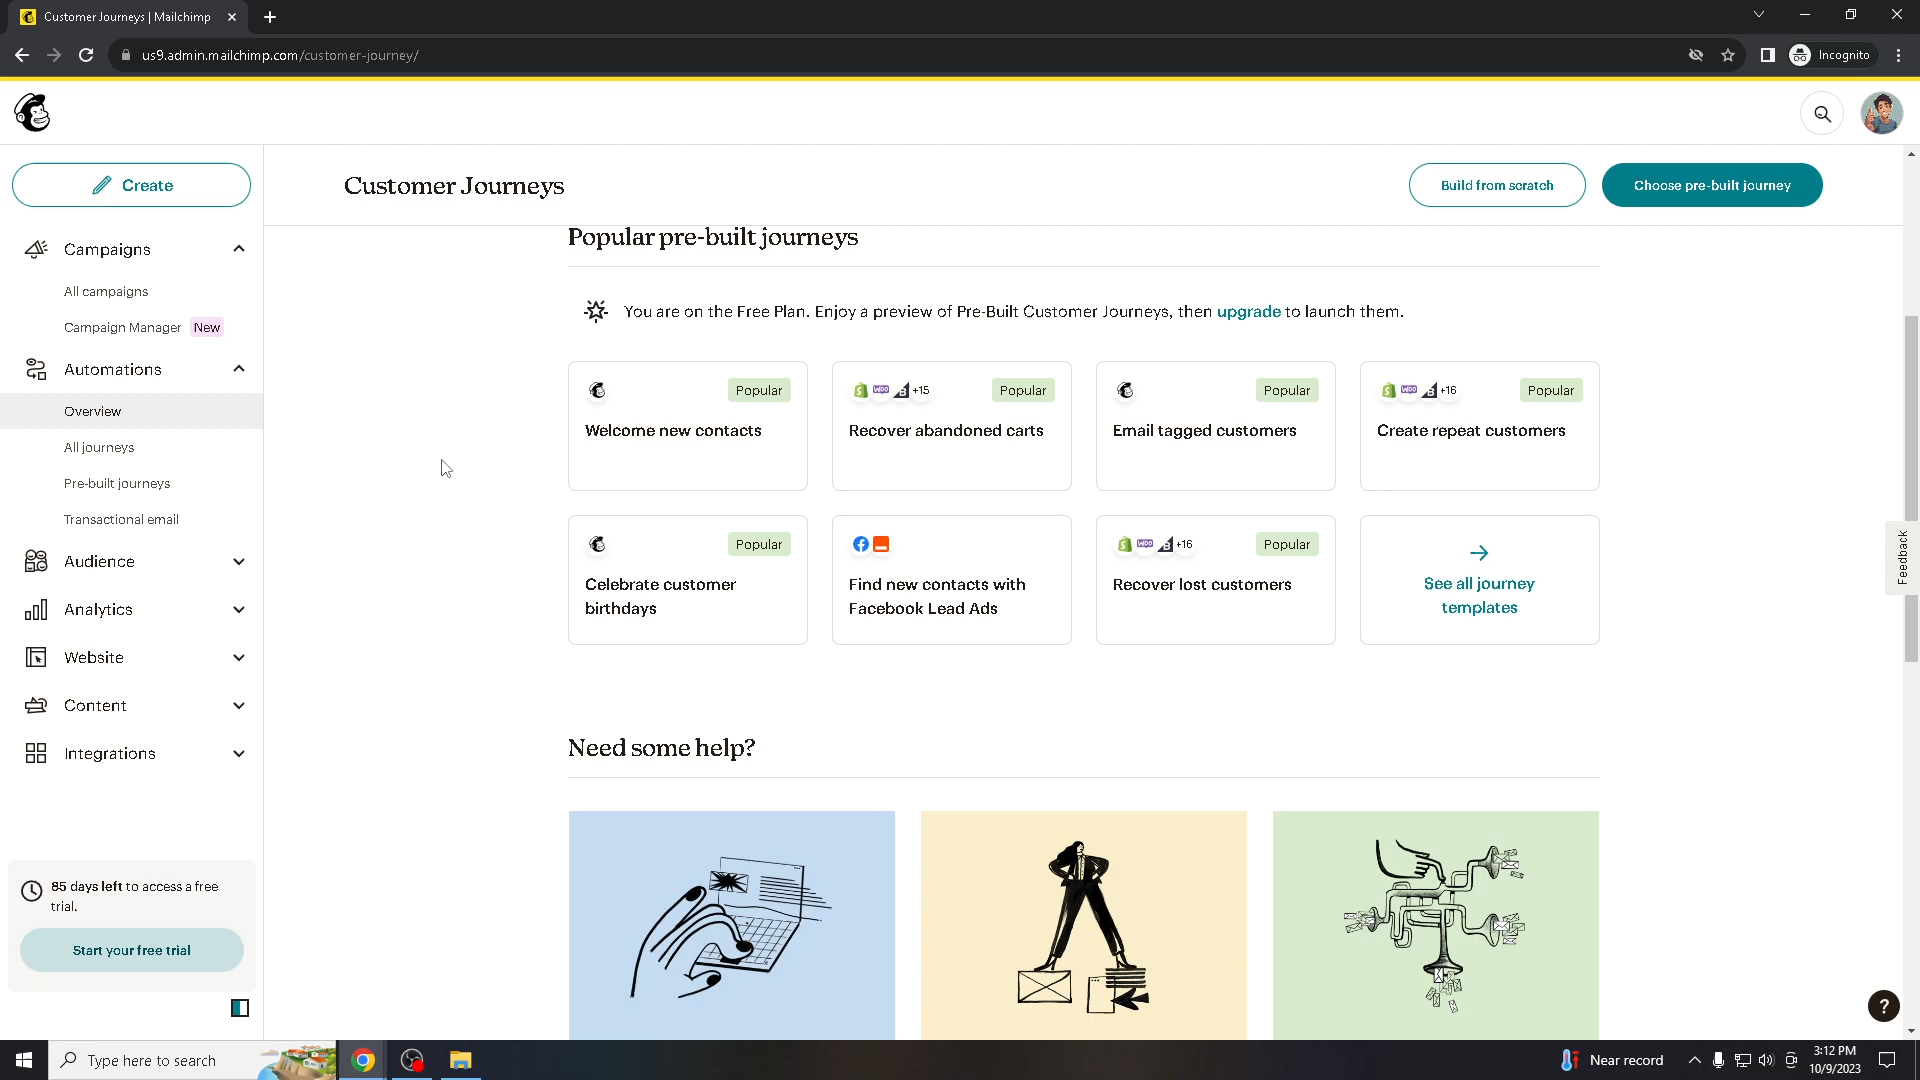 Customer Journeys | Mailchimp
us9.admin.mailchimp.com/customer-journey/
Incognito
Create
Customer Journeys
Build from scratch
Choose pre-built journey
Campaigns
All campaigns
Campaign Manager New
Automations
Overview
All journeys
Pre-built journeys
Transactional email
Audience
Analytics
Website
Content
Integrations
85 days left to access a free
trial.
Start your free trial
Popular pre-built journeys
You are on the Free Plan. Enjoy a preview of Pre-Built Customer Journeys, then upgrade to launch them.
Popular
Welcome new contacts
WOO +15 Popular
Recover abandoned carts
Popular
Email tagged customers
WOO +16 Popular
Create repeat customers
Popular
Celebrate customer
birthdays
Find new contacts with
Facebook Lead Ads
WOO +16 Popular
Recover lost customers
See all journey
templates
Need some help?
Feedback
?
Type here to search
Near record
3:12 PM
10/9/2023